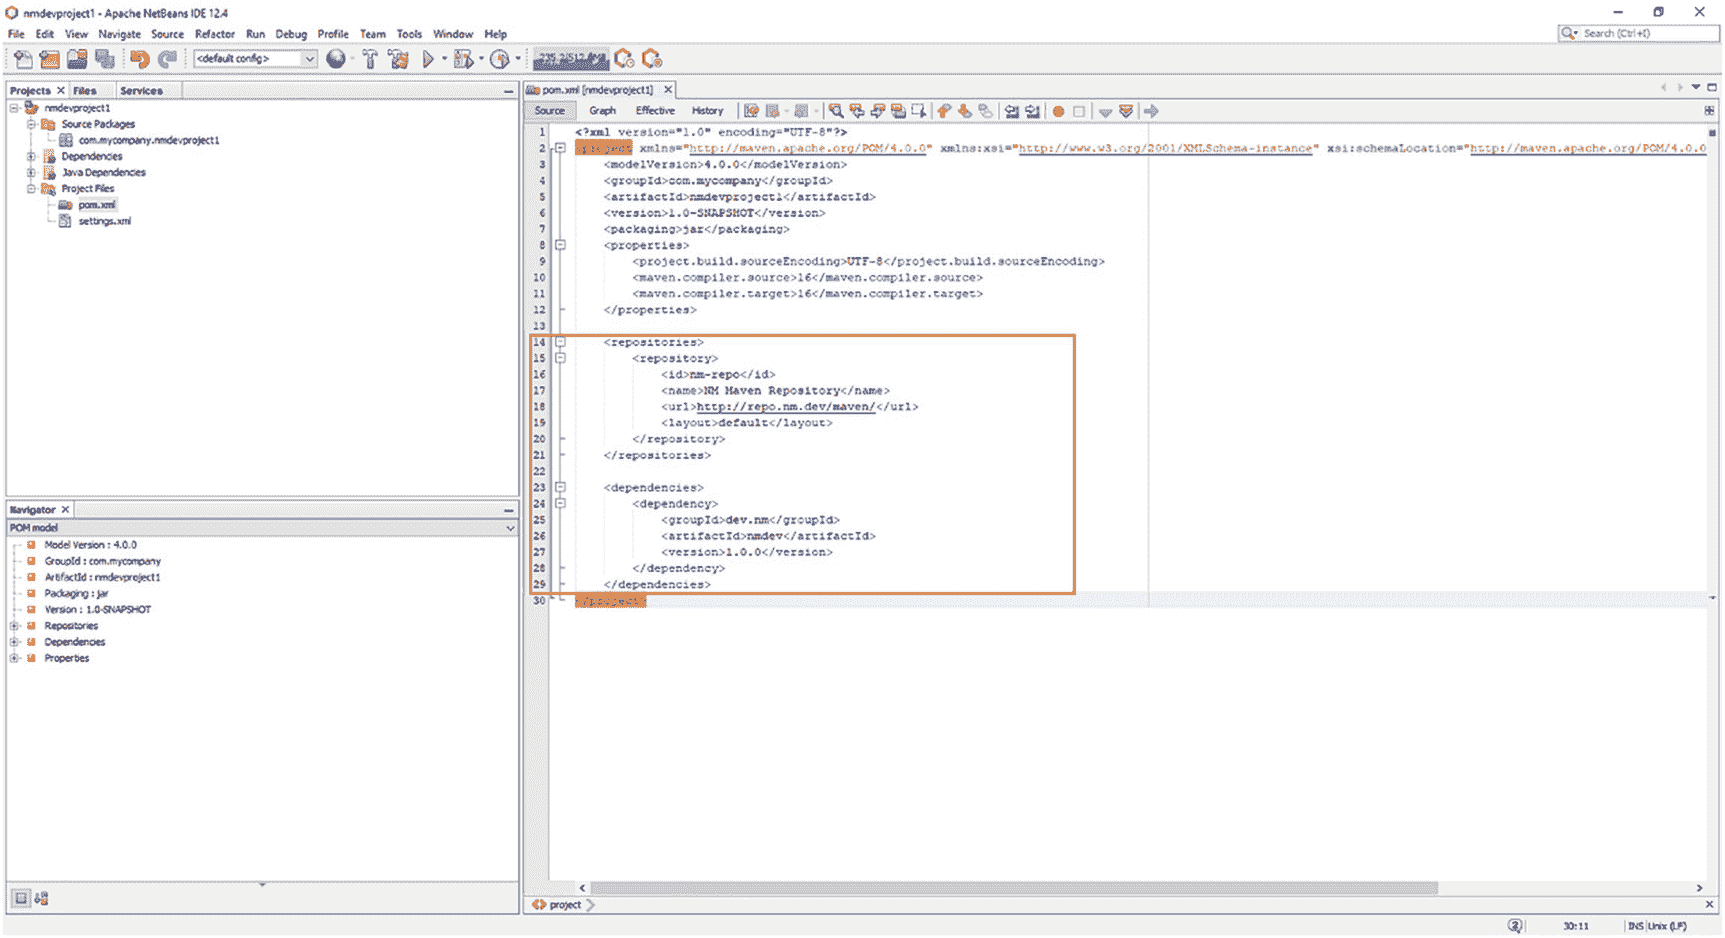 nmdevproject1 - Apache NetBeans IDE 12.4
File Edit View Navigate Source Refactor Run Debug Profile Team Tools Window Help
Search (Ctrl+I)
<default config>
Projects Files Services
nmdevproject1
Source Packages
com.mycompany.nmdevproject1
Dependencies
Java Dependencies
Project Files
pom.xml
settings.xml
Navigator
POM model
Model Version : 4.0.0
GroupId : com.mycompany
ArtifactId : nmdevproject1
Packaging : jar
Version : 1.0-SNAPSHOT
Repositories
Dependencies
Properties
pom.xml [nmdevproject1]
Source Graph Effective History
1 <?xml version="1.0" encoding="UTF-8"?>
2 <project xmlns="http://maven.apache.org/POM/4.0.0" xmlns:xsi="http://www.w3.org/2001/XMLSchema-instance" xsi:schemaLocation="http://maven.apache.org/POM/4.0.0
3 <modelVersion>4.0.0</modelVersion>
4 <groupId>com.mycompany</groupId>
5 <artifactId>nmdevproject1</artifactId>
6 <version>1.0-SNAPSHOT</version>
7 <packaging>jar</packaging>
8 <properties>
9 <project.build.sourceEncoding>UTF-8</project.build.sourceEncoding>
10 <maven.compiler.source>16</maven.compiler.source>
11 <maven.compiler.target>16</maven.compiler.target>
12 </properties>
13
14 <repositories>
15 <repository>
16 <id>nm-repo</id>
17 <name>NM Maven Repository</name>
18 <url>http://repo.nm.dev/maven/</url>
19 <layout>default</layout>
20 </repository>
21 </repositories>
22
23 <dependencies>
24 <dependency>
25 <groupId>dev.nm</groupId>
26 <artifactId>nmdev</artifactId>
27 <version>1.0.0</version>
28 </dependency>
29 </dependencies>
30 </project>
project
30:11 INS Unix (LF)